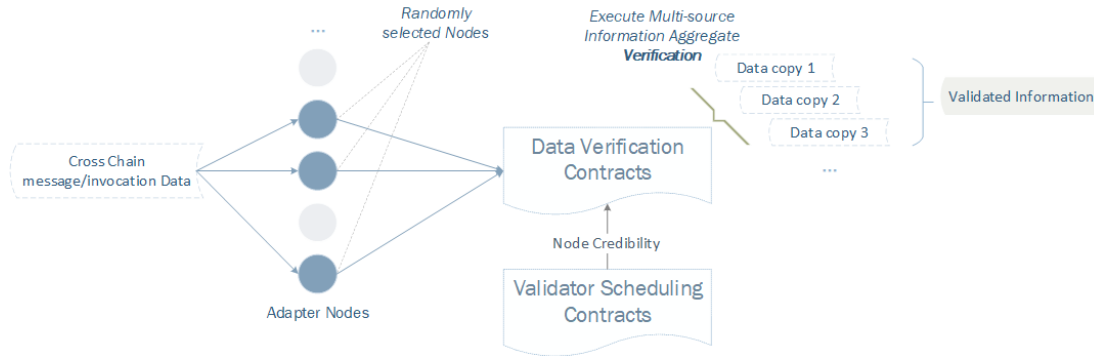 ...
Randomly
selected Nodes
Execute Multi-source
Information Aggregate
Verification
Data copy 1
Data copy 2
Data copy 3
...
Validated Information
Cross Chain
message/invocation Data
Data Verification
Contracts
Node Credibility
Validator Scheduling
Contracts
Adapter Nodes